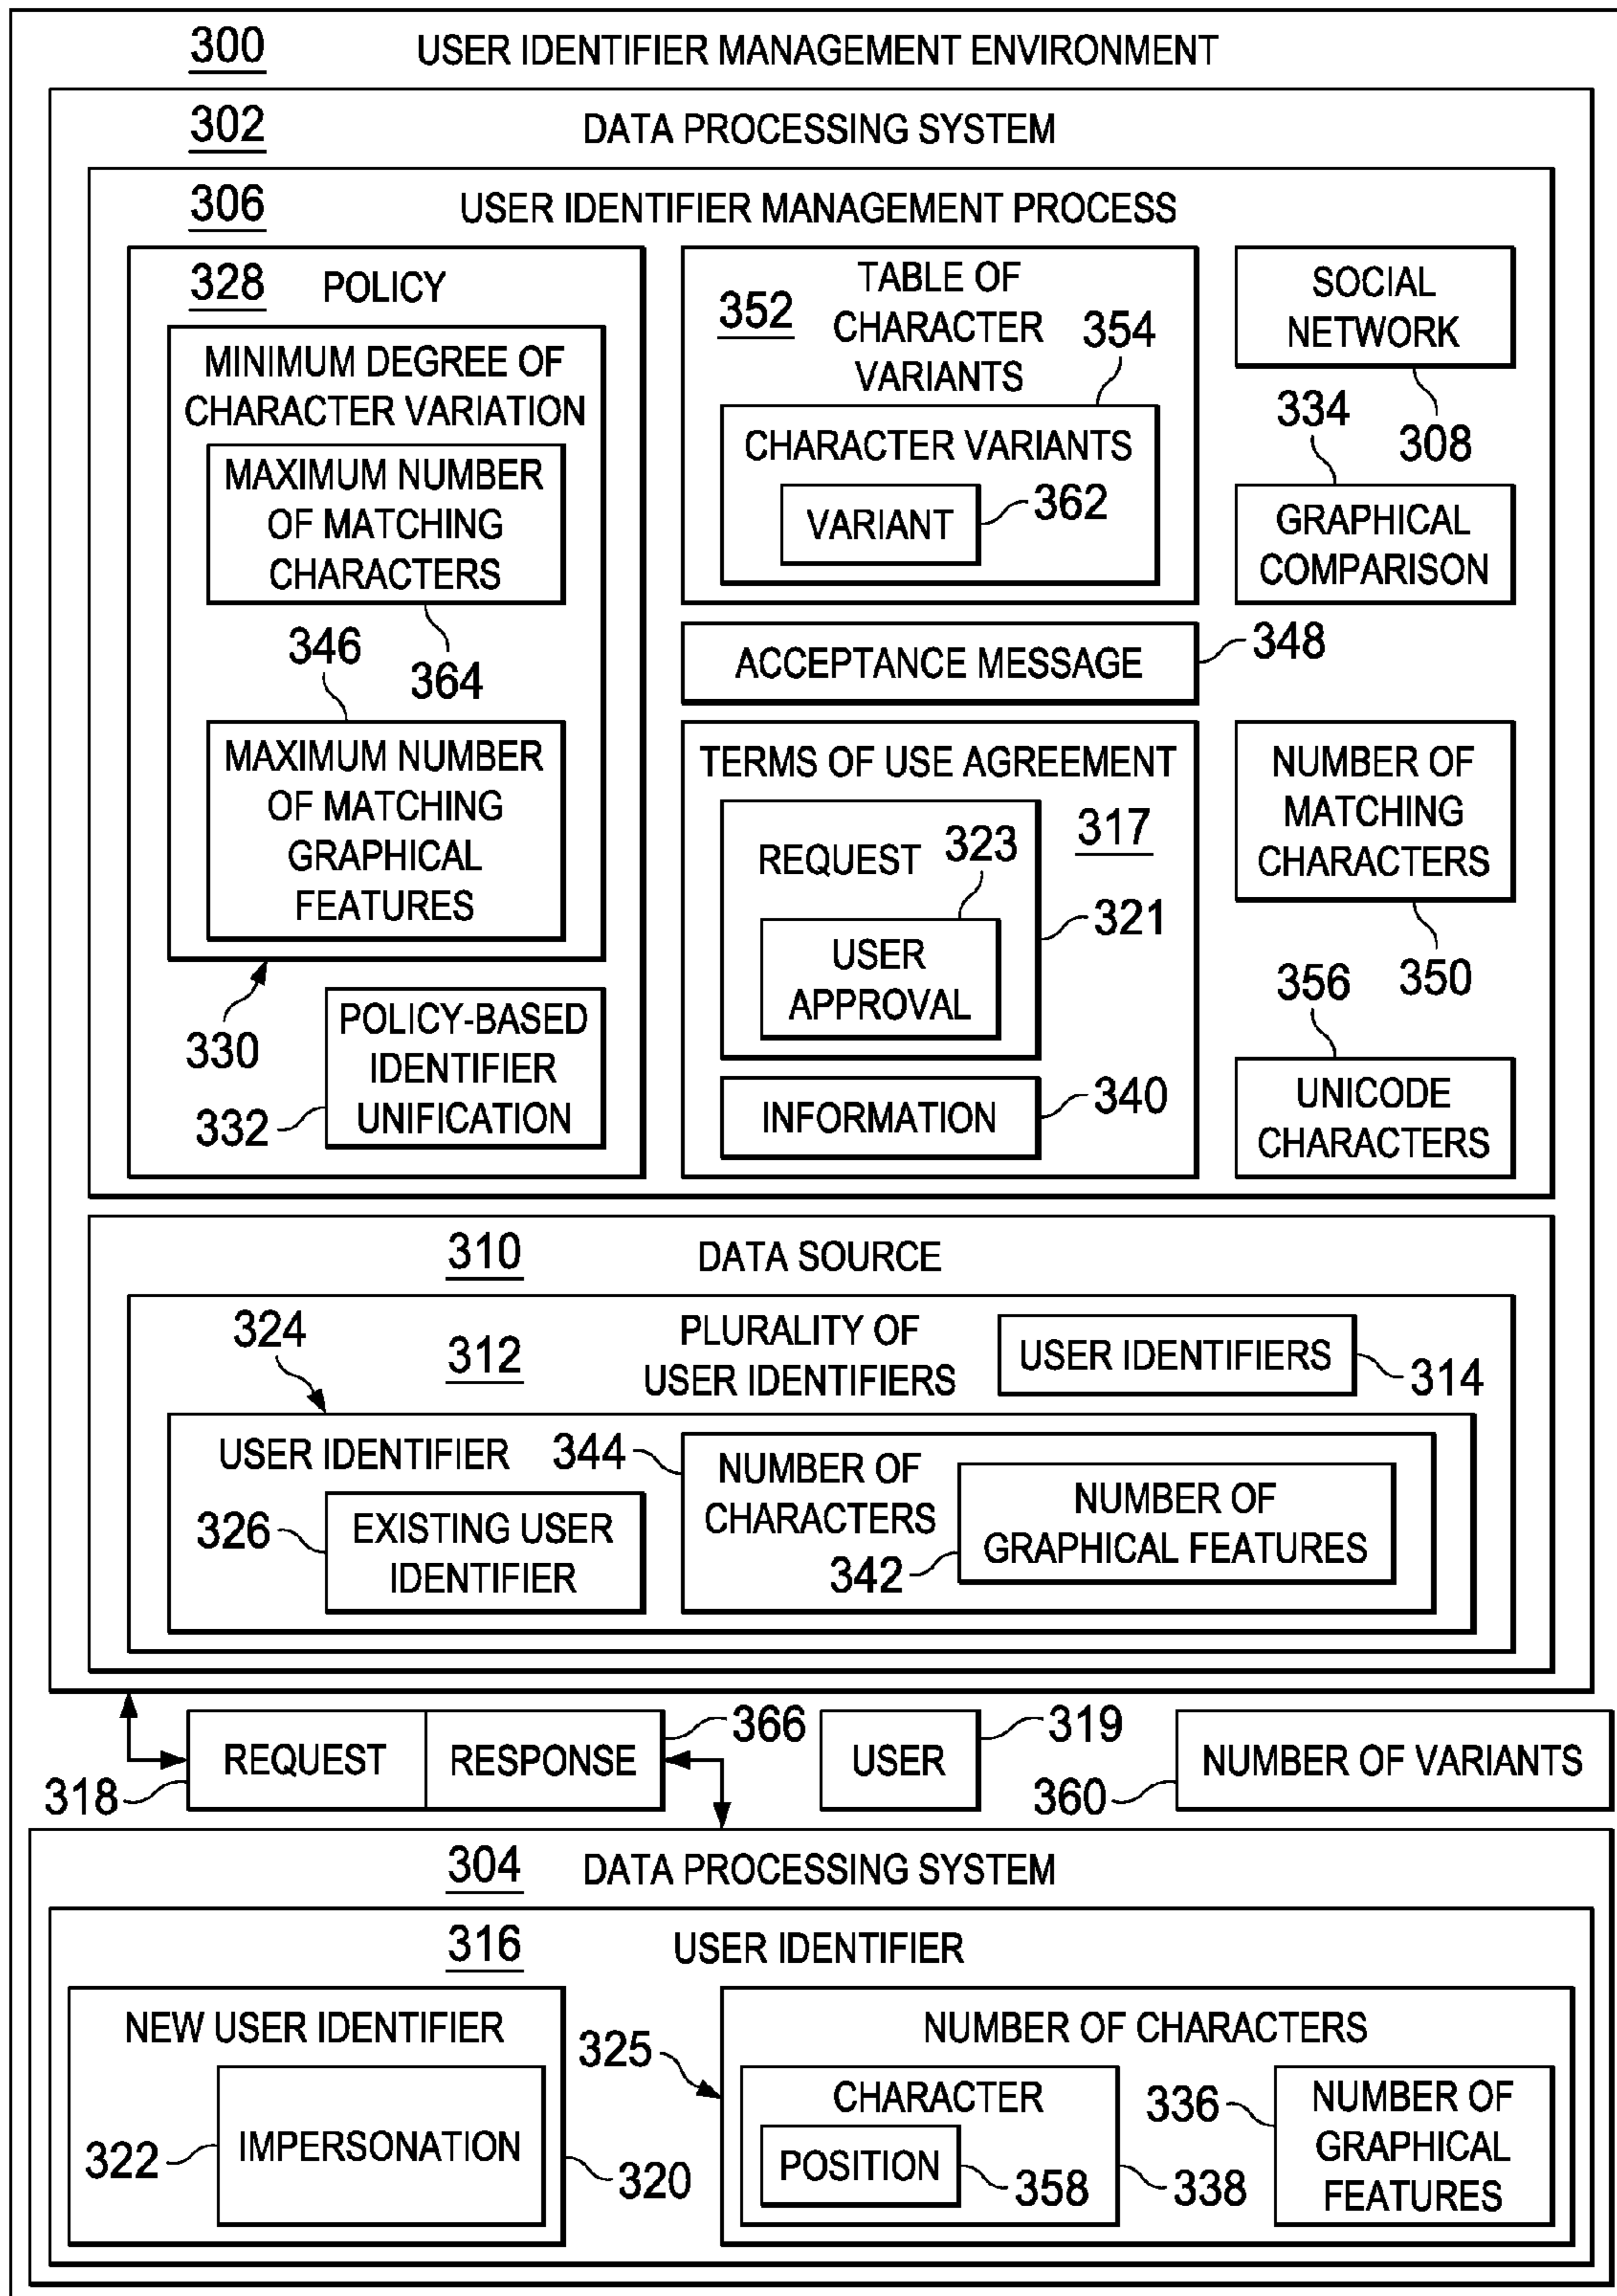 300 USER IDENTIFIER MANAGEMENT ENVIRONMENT
302 DATA PROCESSING SYSTEM
306 USER IDENTIFIER MANAGEMENT PROCESS
328 POLICY
MINIMUM DEGREE OF
CHARACTER VARIATION
MAXIMUM NUMBER
OF MATCHING
CHARACTERS
346
364
MAXIMUM NUMBER
OF MATCHING
GRAPHICAL
FEATURES
330
POLICY-BASED
IDENTIFIER
UNIFICATION
332
352
TABLE OF
CHARACTER
VARIANTS
354
CHARACTER VARIANTS
VARIANT
362
ACCEPTANCE MESSAGE
348
TERMS OF USE AGREEMENT
317
REQUEST
323
USER
APPROVAL
321
INFORMATION
340
SOCIAL
NETWORK
308
334
GRAPHICAL
COMPARISON
NUMBER OF
MATCHING
CHARACTERS
350
356
UNICODE
CHARACTERS
310 DATA SOURCE
324
312
PLURALITY OF
USER IDENTIFIERS
USER IDENTIFIERS
314
USER IDENTIFIER
326
EXISTING USER
IDENTIFIER
344
NUMBER OF
CHARACTERS
342
NUMBER OF
GRAPHICAL FEATURES
318
REQUEST
RESPONSE
366
USER
319
360
NUMBER OF VARIANTS
304 DATA PROCESSING SYSTEM
316 USER IDENTIFIER
NEW USER IDENTIFIER
322
IMPERSONATION
320
325
NUMBER OF CHARACTERS
CHARACTER
POSITION
358
338
336
NUMBER OF
GRAPHICAL
FEATURES